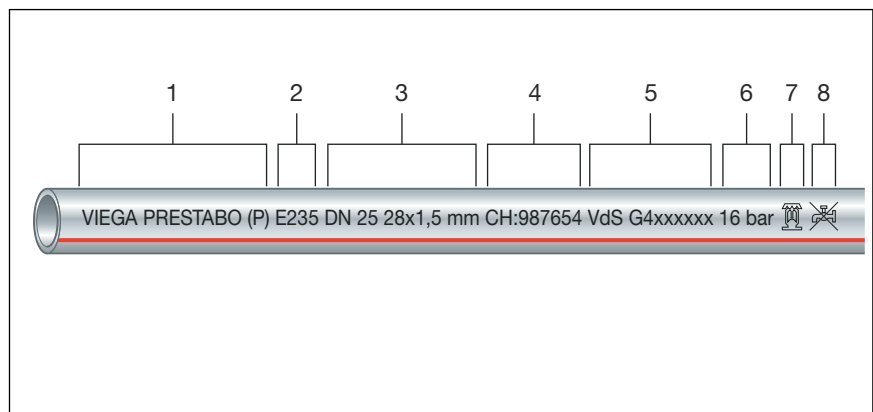 1 2 3 4 5 6 7 8
VIEGA PRESTABO (P) E235 DN 25 28x1,5 mm CH:987654 VdS G4xxxxxx 16 bar